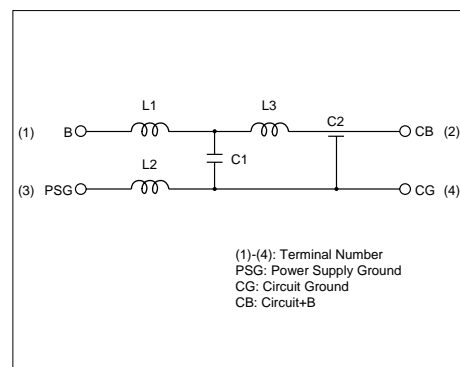 L1 L3 C2
(1) B CB (2)
C1
L2
(3) PSG CG (4)
(1)-(4): Terminal Number
PSG: Power Supply Ground
CG: Circuit Ground
CB: Circuit+B